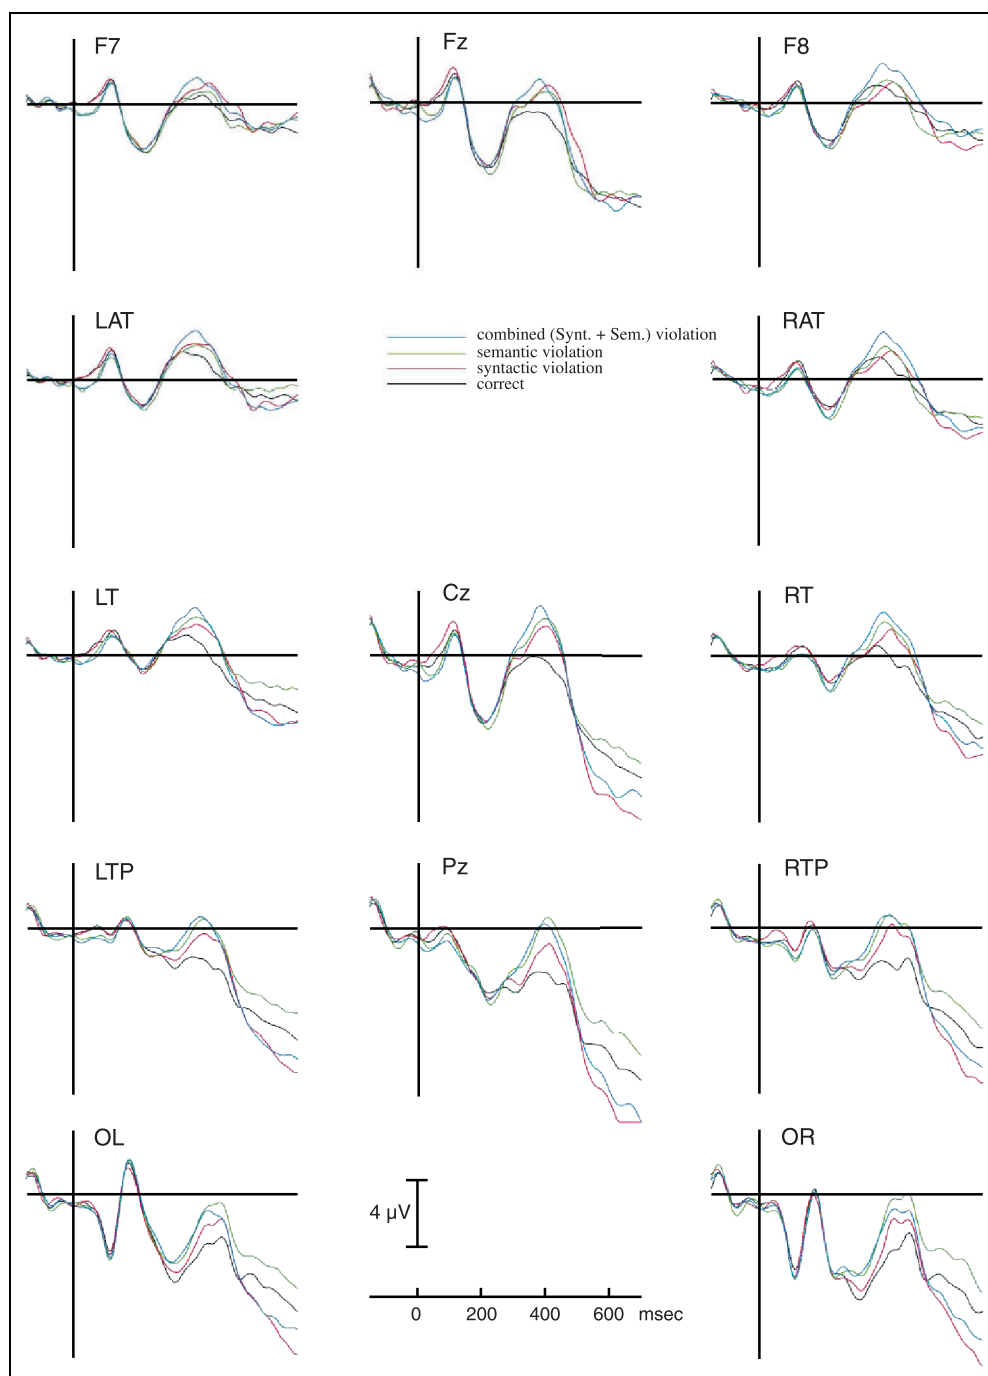 F7
Fz
F8
LAT
RAT
combined (Synt. + Sem.) violation
semantic violation
syntactic violation
correct
LT
Cz
RT
LTP
Pz
RTP
OL
OR
4 µV
0 200 400 600 msec